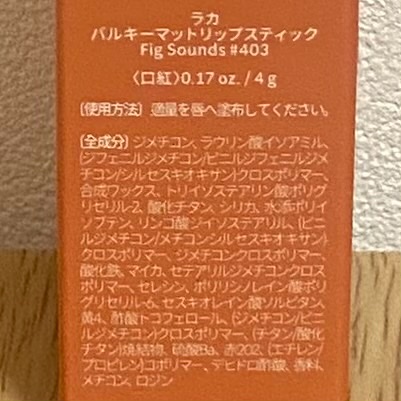 ラカ
バルキーマットリップスティック
Fig Sounds #403
〈口紅〉0.17 oz. / 4 g
〔使用方法〕 適量を唇へ塗布してください。
〔全成分〕 ジメチコン、ラウリン酸イソアミル、
(ジフェニルジメチコン/ビニルジフェニルジメ
チコン/シルセスキオキサン)クロスポリマー、
合成ワックス、トリイソステアリン酸ポリグ
リセリル-2、酸化チタン、シリカ、水添ポリイ
ソブテン、リンゴ酸ジイソステアリル、(ビニ
ルジメチコン/メチコンシルセスキオキサン)
クロスポリマー、ジメチコンクロスポリマー、
酸化鉄、マイカ、セテアリルジメチコンクロス
ポリマー、セレシン、ポリリシノレイン酸ポリ
グリセリル-6、セスキオレイン酸ソルビタン、
黄4、酢酸トコフェロール、(ジメチコン/ビニ
ルジメチコン)クロスポリマー、(チタン/酸化
チタン)焼結物、硫酸Ba、赤202、(エチレン/
プロピレン)コポリマー、デヒドロ酢酸、香料、
メチコン、ロジン